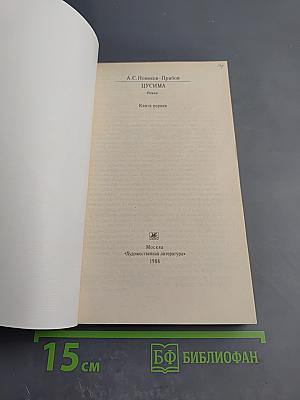 А.С.Новиков-Прибой
ЦУСИМА
Роман
Книга первая
Москва
«Художественная литература»
1988
15 см
БФ БИБЛИОФАН